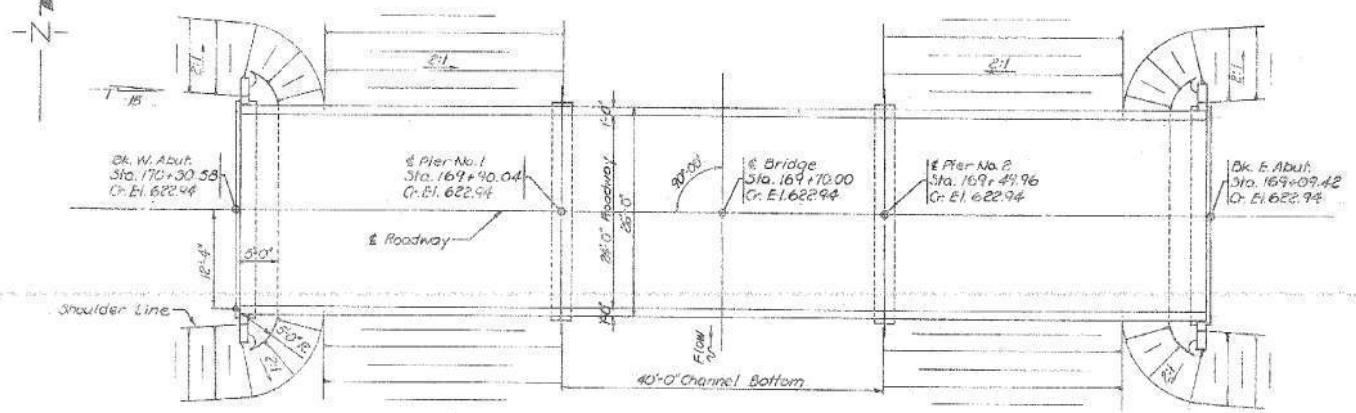 N
2:1
2:1
2:1
2:1
Bk. W. Abut.
Sta. 170+30.58
Cr. El. 622.94
℄ Pier No. 1
Sta. 169+90.04
Cr. El. 622.94
1'-0"
26'-0" Roadway
28'-0"
1'-0"
90°-00'
℄ Bridge
Sta. 169+70.00
Cr. El. 622.94
℄ Pier No. 2
Sta. 169+49.96
Cr. El. 622.94
Bk. E. Abut.
Sta. 169+09.42
Cr. El. 622.94
℄ Roadway
12'-4"
5'-0"
Shoulder Line
5'-0" R.
2:1
Flow
40'-0" Channel Bottom
2:1